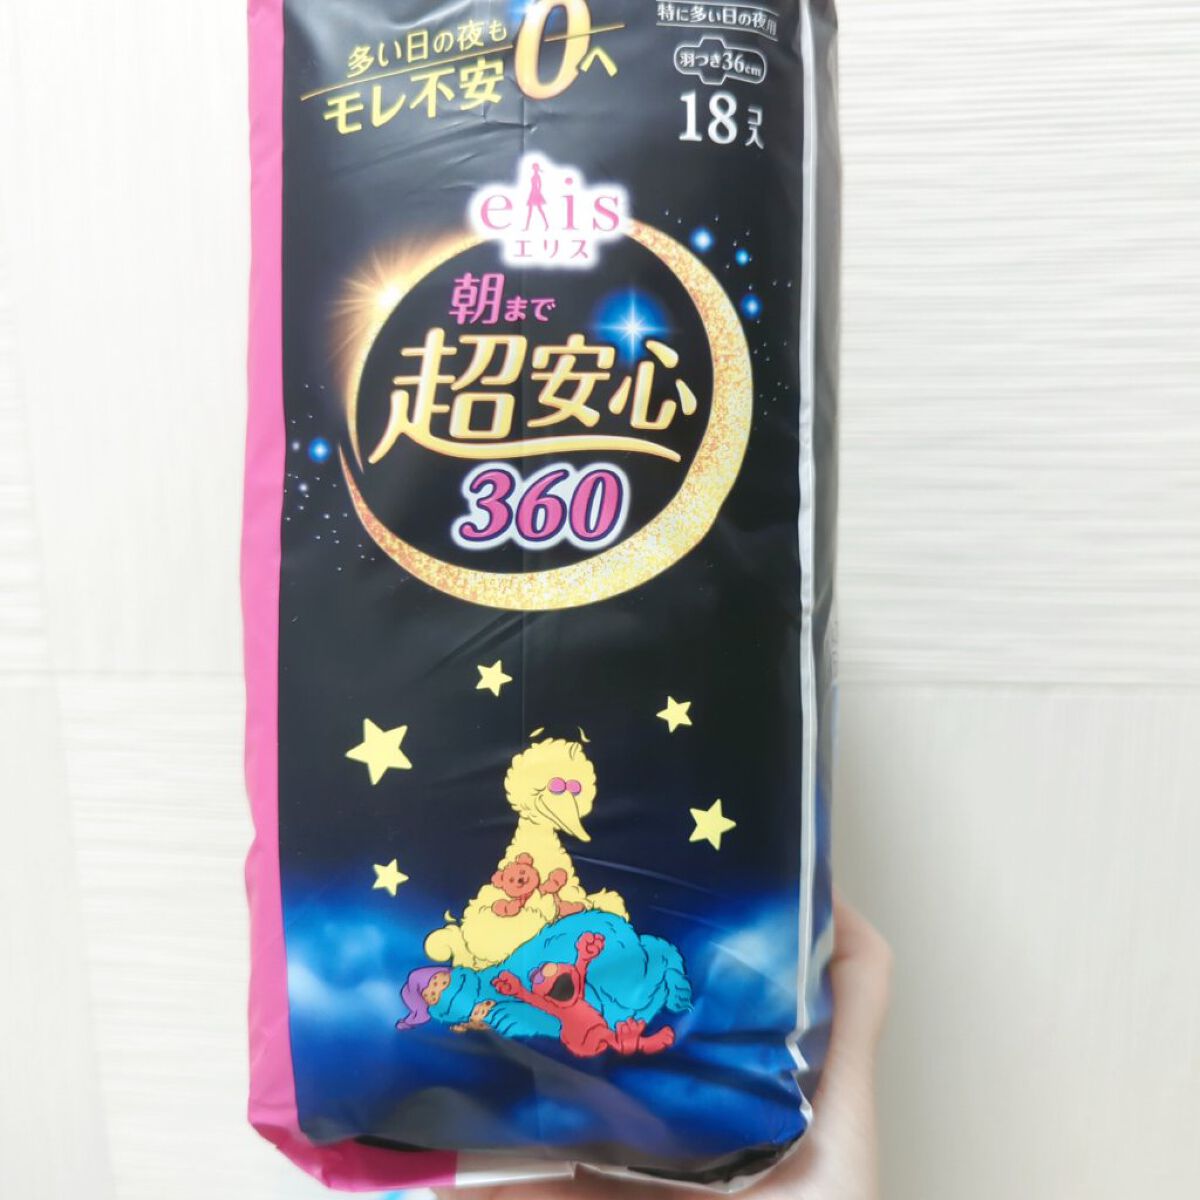 多い日の夜も
モレ不安0へ
特に多い日の夜用
羽つき36cm
18コ入
elis
エリス
朝まで
超安心
360